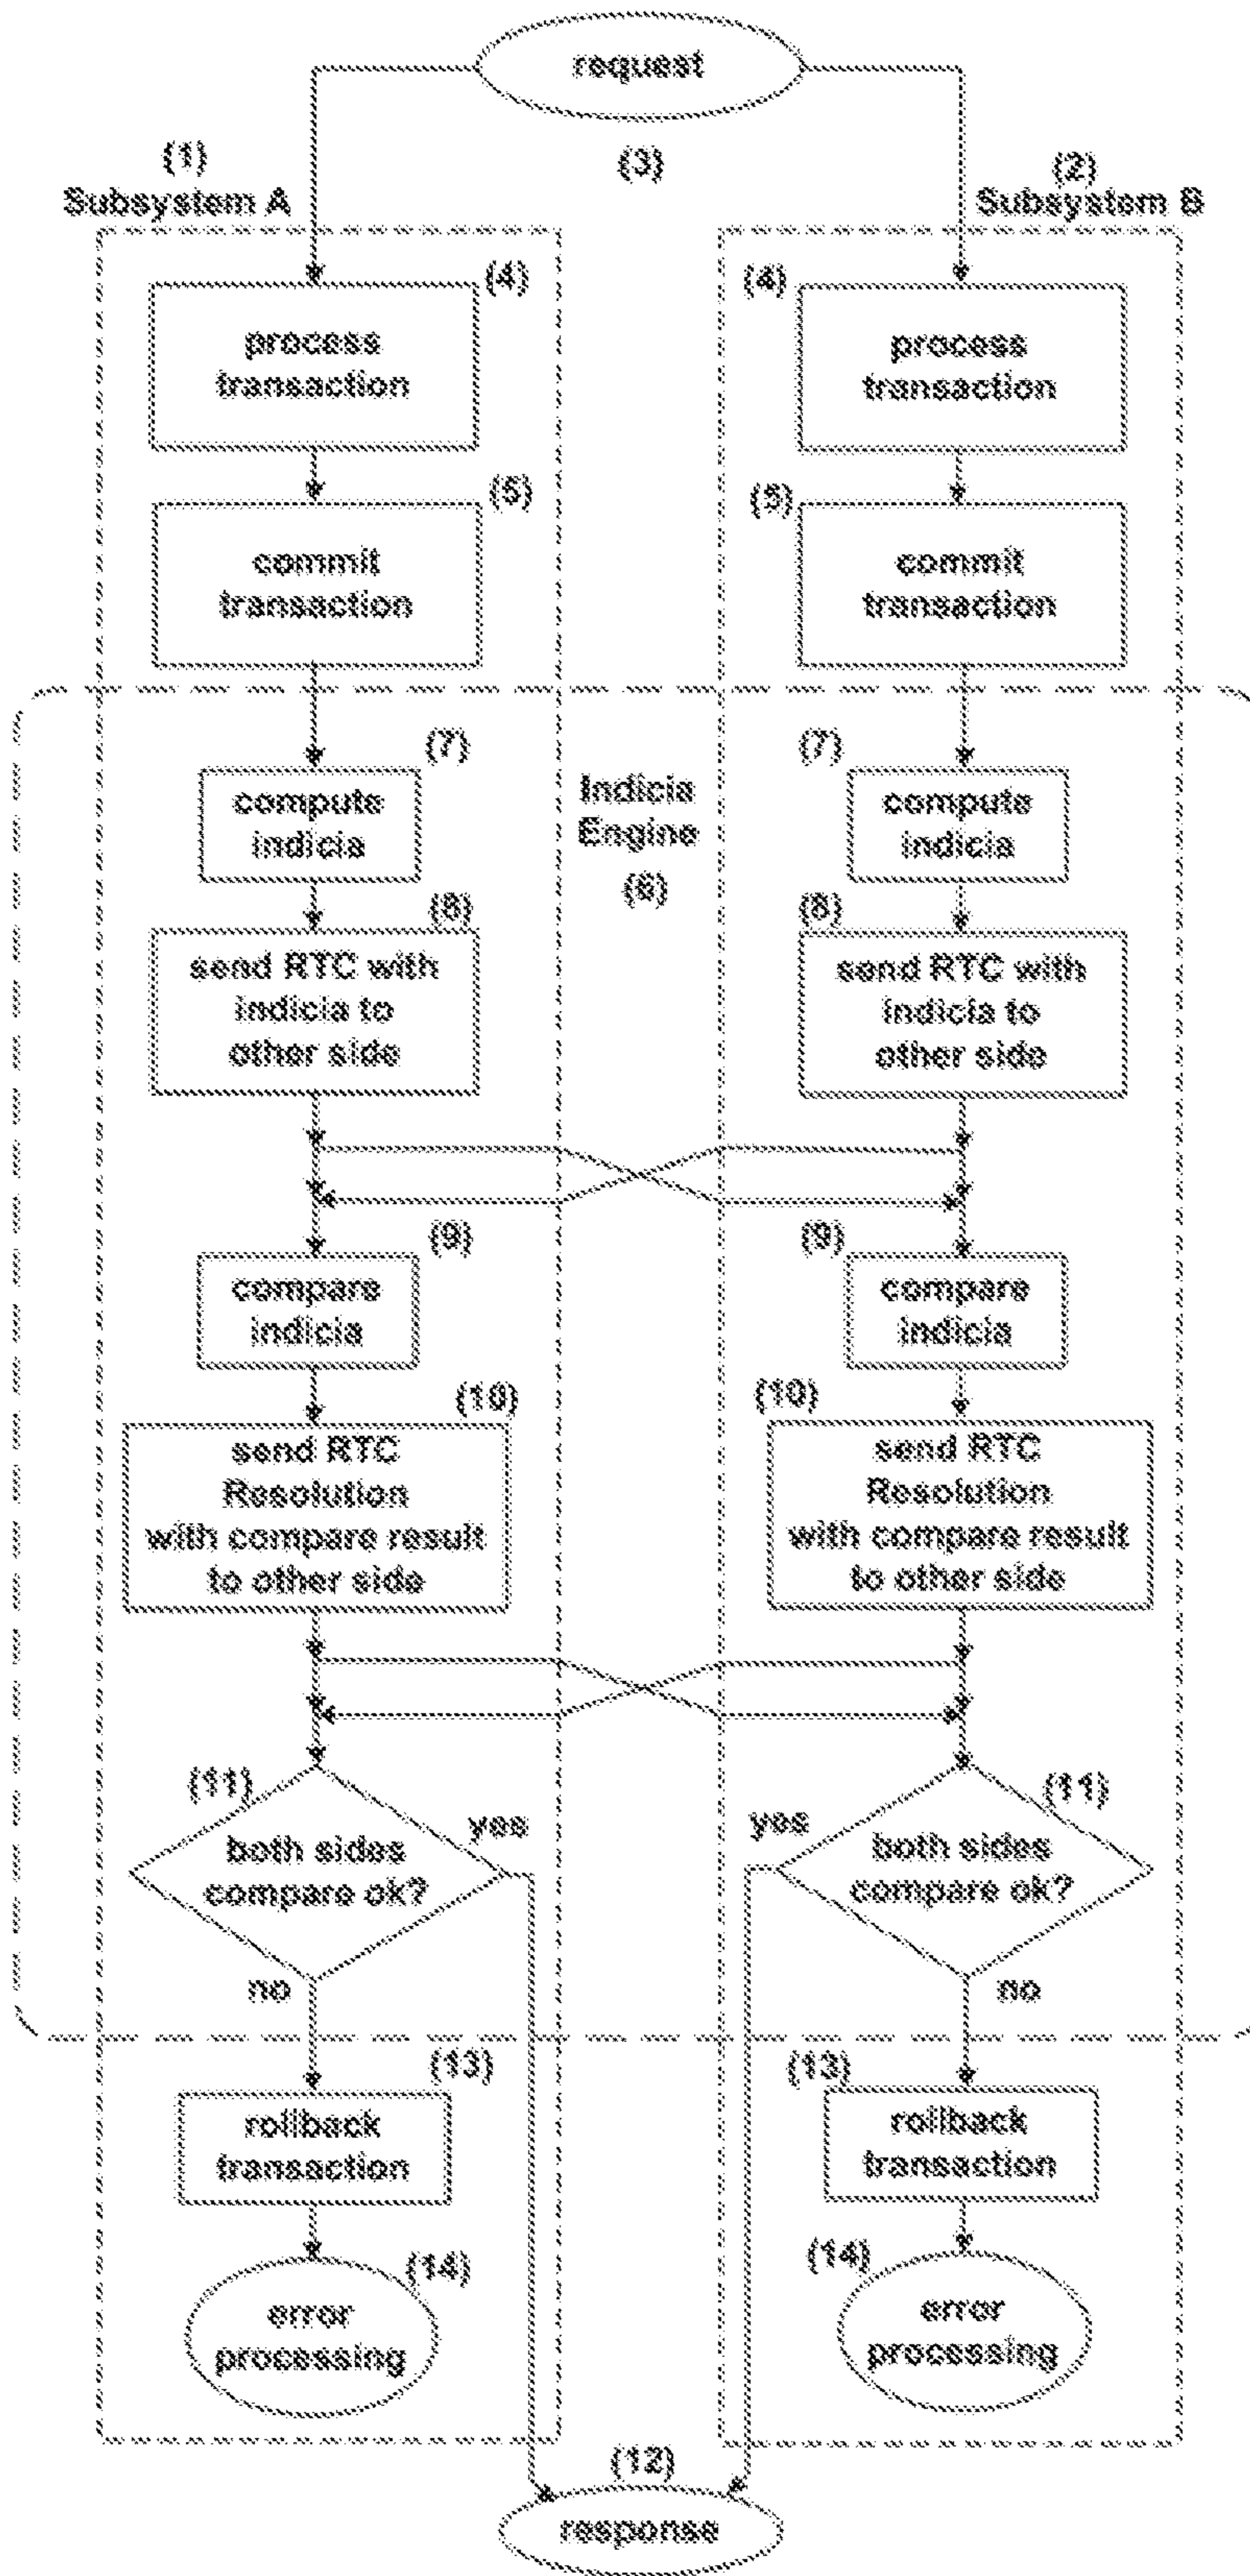 request
(3)
(1)
Subsystem A
(2)
Subsystem B
(4)
process
transaction
(4)
process
transaction
(5)
commit
transaction
(5)
commit
transaction
Indicia
Engine
(6)
(7)
compute
indicia
(7)
compute
indicia
(8)
send RTC with
indicia to
other side
(8)
send RTC with
indicia to
other side
(9)
compare
indicia
(9)
compare
indicia
(10)
send RTC
Resolution
with compare result
to other side
(10)
send RTC
Resolution
with compare result
to other side
(11)
both sides
compare ok?
yes
no
(11)
both sides
compare ok?
yes
no
(13)
rollback
transaction
(13)
rollback
transaction
(14)
error
processing
(14)
error
processing
(12)
response